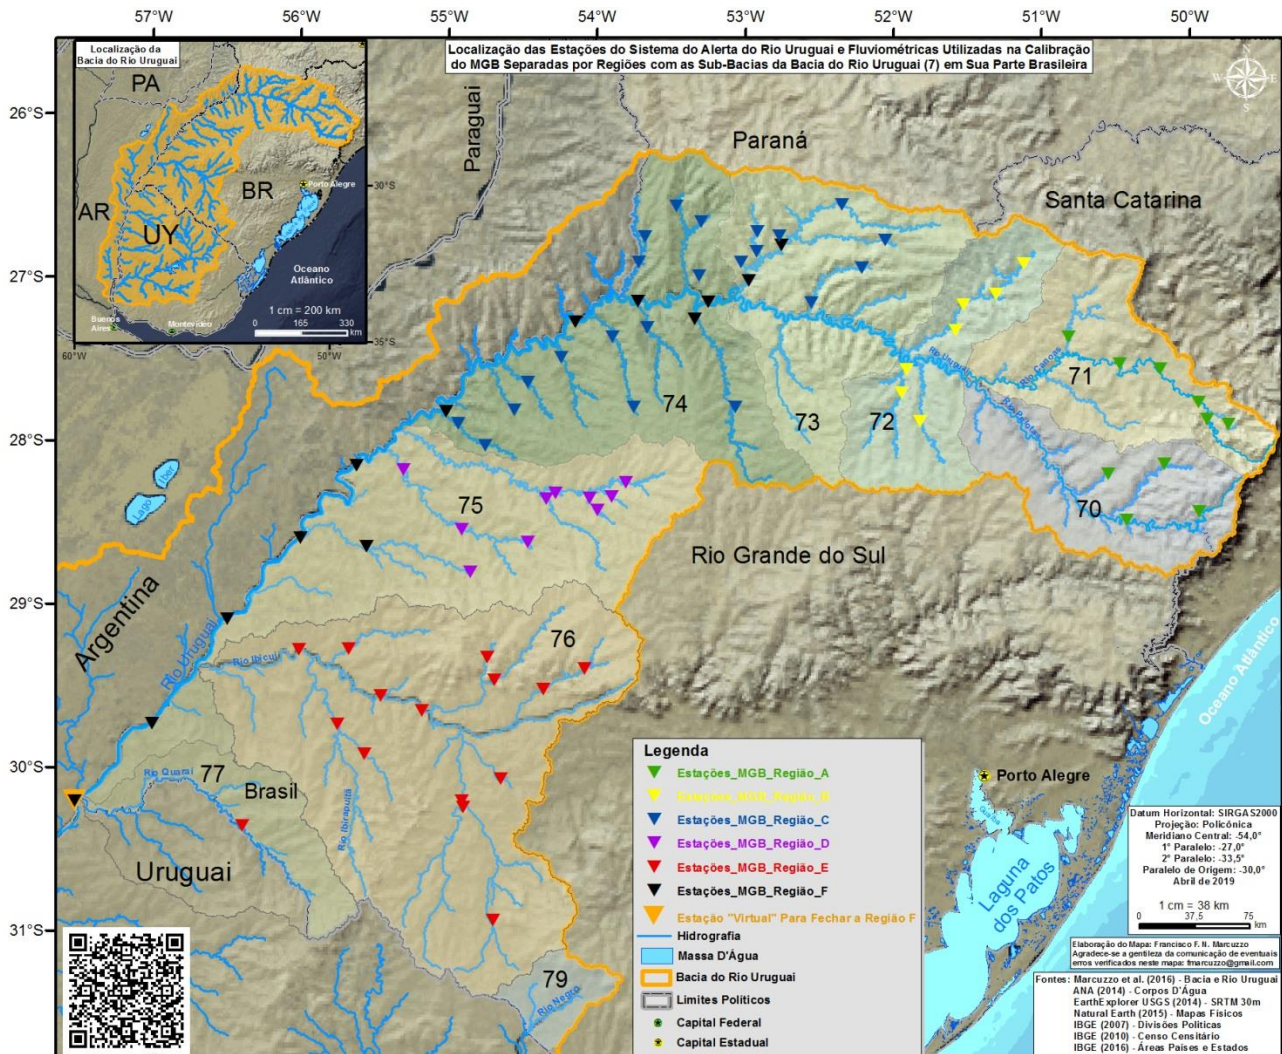 57°W
56°W
55°W
54°W
53°W
52°W
51°W
50°W
Localização da
Bacia do Rio Uruguai
PA
BR
AR
UY
Porto Alegre
Oceano
Atlântico
Buenos
Aires
Montevideo
1 cm = 200 km
0 165 330
km
60°W
50°W
30°S
35°S
Localização das Estações do Sistema do Alerta do Rio Uruguai e Fluviométricas Utilizadas na Calibração
do MGB Separadas por Regiões com as Sub-Bacias da Bacia do Rio Uruguai (7) em Sua Parte Brasileira
N
E
W
26°S
27°S
28°S
29°S
30°S
31°S
Paraguai
Paraná
Santa Catarina
Rio Grande do Sul
Argentina
Uruguai
Brasil
Lago
Iber
Rio Uruguai
Rio Canoas
Rio Pelotas
Rio Uruguai
Rio Ibicuí
Rio Quaraí
Rio Ibirapuitã
Rio Negro
70
71
72
73
74
75
76
77
79
Oceano Atlântico
Porto Alegre
Guaíba
Laguna
dos Patos
Legenda
Estações_MGB_Região_A
Estações_MGB_Região_B
Estações_MGB_Região_C
Estações_MGB_Região_D
Estações_MGB_Região_E
Estações_MGB_Região_F
Estação "Virtual" Para Fechar a Região F
Hidrografia
Massa D'Água
Bacia do Rio Uruguai
Limites Políticos
Capital Federal
Capital Estadual
Datum Horizontal: SIRGAS2000
Projeção: Policônica
Meridiano Central: -54,0°
1° Paralelo: -27,0°
2° Paralelo: -33,5°
Paralelo de Origem: -30,0°
Abril de 2019
1 cm = 38 km
0 37,5 75
km
Elaboração do Mapa: Francisco F. N. Marcuzzo
Agradece-se a gentileza da comunicação de eventuais
erros verificados neste mapa: fmarcuzzo@gmail.com
Fontes: Marcuzzo et al. (2016) - Bacia e Rio Uruguai
ANA (2014) - Corpos D'Água
EarthExplorer USGS (2014) - SRTM 30m
Natural Earth (2015) - Mapas Físicos
IBGE (2007) - Divisões Políticas
IBGE (2010) - Censo Censitário
IBGE (2016) - Áreas Países e Estados